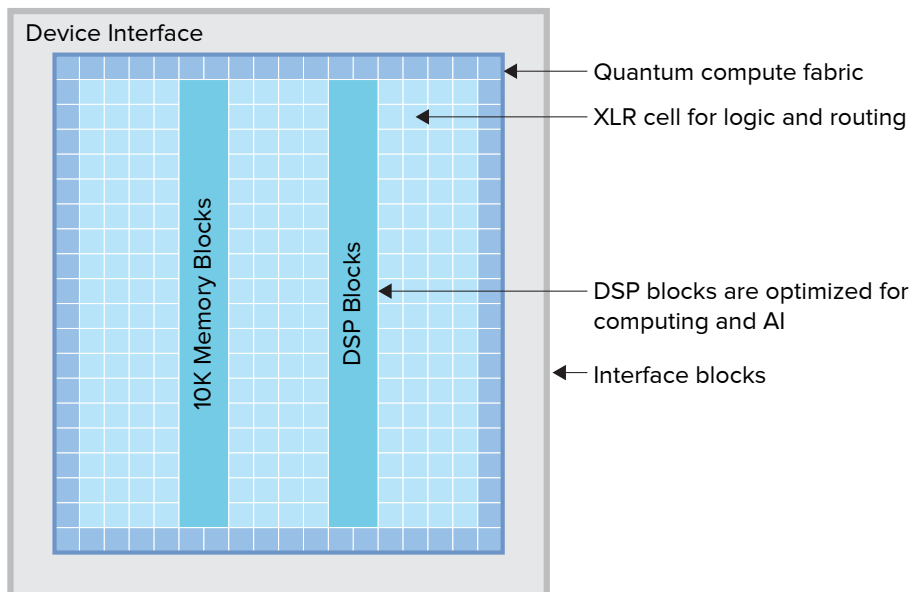 Device Interface
Quantum compute fabric
XLR cell for logic and routing
10K Memory Blocks
DSP Blocks
DSP blocks are optimized for
computing and AI
Interface blocks